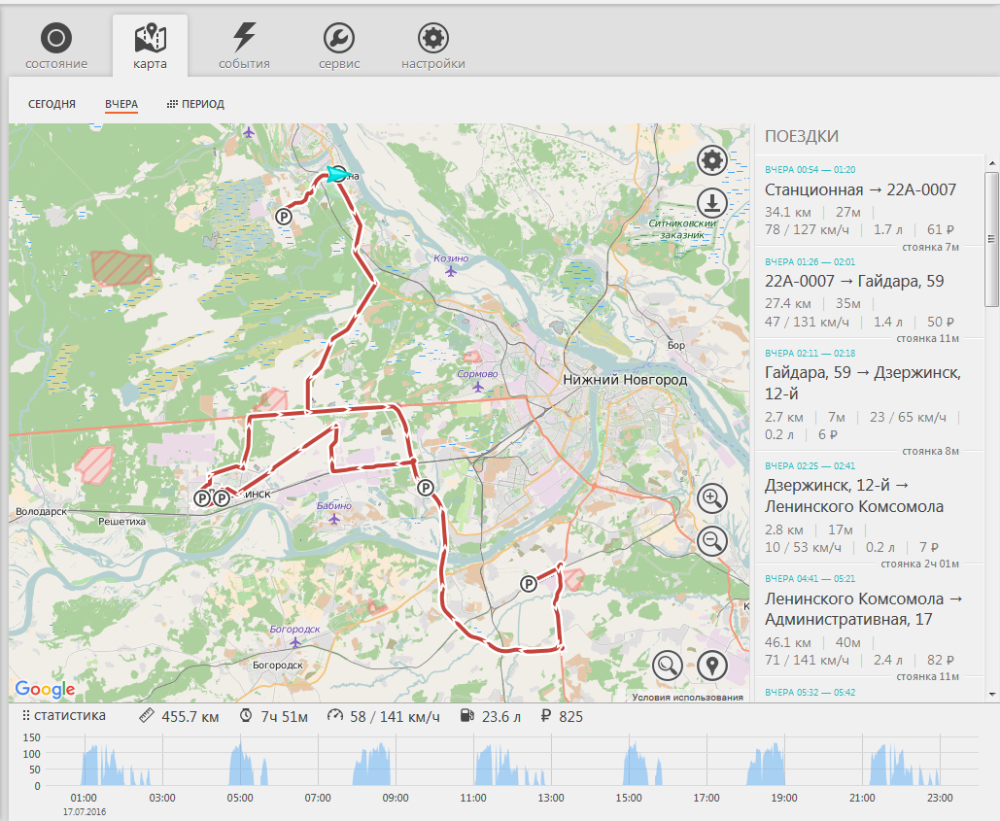 состояние
карта
события
сервис
настройки
СЕГОДНЯ
ВЧЕРА
ПЕРИОД
ПОЕЗДКИ
ВЧЕРА 00:54 — 01:20
Станционная → 22А-0007
34.1 км | 27м |
78 / 127 км/ч | 1.7 л | 61 ₽
стоянка 7м
ВЧЕРА 01:26 — 02:01
22А-0007 → Гайдара, 59
27.4 км | 35м |
47 / 131 км/ч | 1.4 л | 50 ₽
стоянка 11м
ВЧЕРА 02:11 — 02:18
Гайдара, 59 → Дзержинск,
12-й
2.7 км | 7м | 23 / 65 км/ч |
0.2 л | 6 ₽
стоянка 8м
ВЧЕРА 02:25 — 02:41
Дзержинск, 12-й →
Ленинского Комсомола
2.8 км | 17м |
10 / 53 км/ч | 0.2 л | 7 ₽
стоянка 2ч 01м
ВЧЕРА 04:41 — 05:21
Ленинского Комсомола →
Административная, 17
46.1 км | 40м |
71 / 141 км/ч | 2.4 л | 82 ₽
стоянка 11м
ВЧЕРА 05:32 — 05:42
на
P
Ситниковский
заказник
Козино
Бор
Сормово
Нижний Новгород
P
P P
инск
Володарск
Решетиха
Бабино
P
Богородск
Богородск
К
Google
Условия использования
статистика
455.7 км
7ч 51м
58 / 141 км/ч
23.6 л
₽ 825
150
100
50
0
01:00
03:00
05:00
07:00
09:00
11:00
13:00
15:00
17:00
19:00
21:00
23:00
17.07.2016